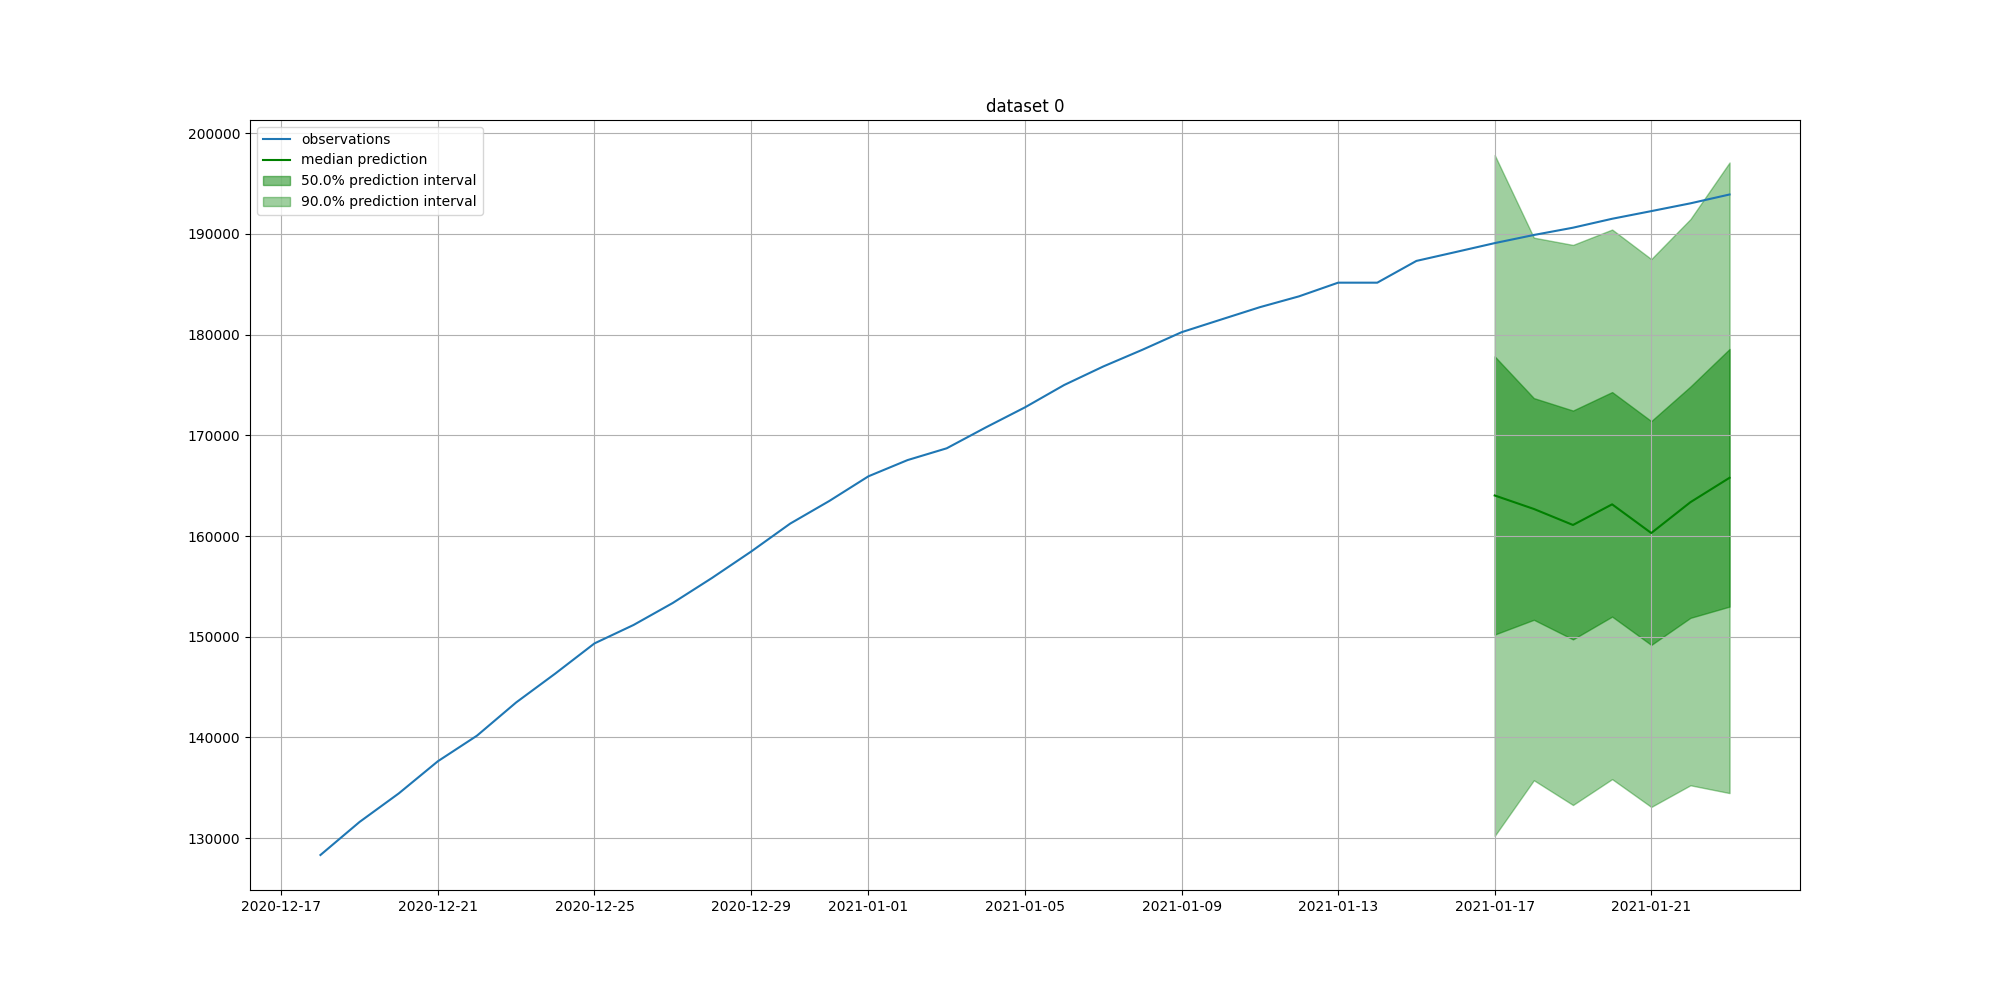 dataset 0
observations
median prediction
50.0% prediction interval
90.0% prediction interval
200000
190000
180000
170000
160000
150000
140000
130000
2020-12-17 2020-12-21 2020-12-25 2020-12-29 2021-01-01 2021-01-05 2021-01-09 2021-01-13 2021-01-17 2021-01-21